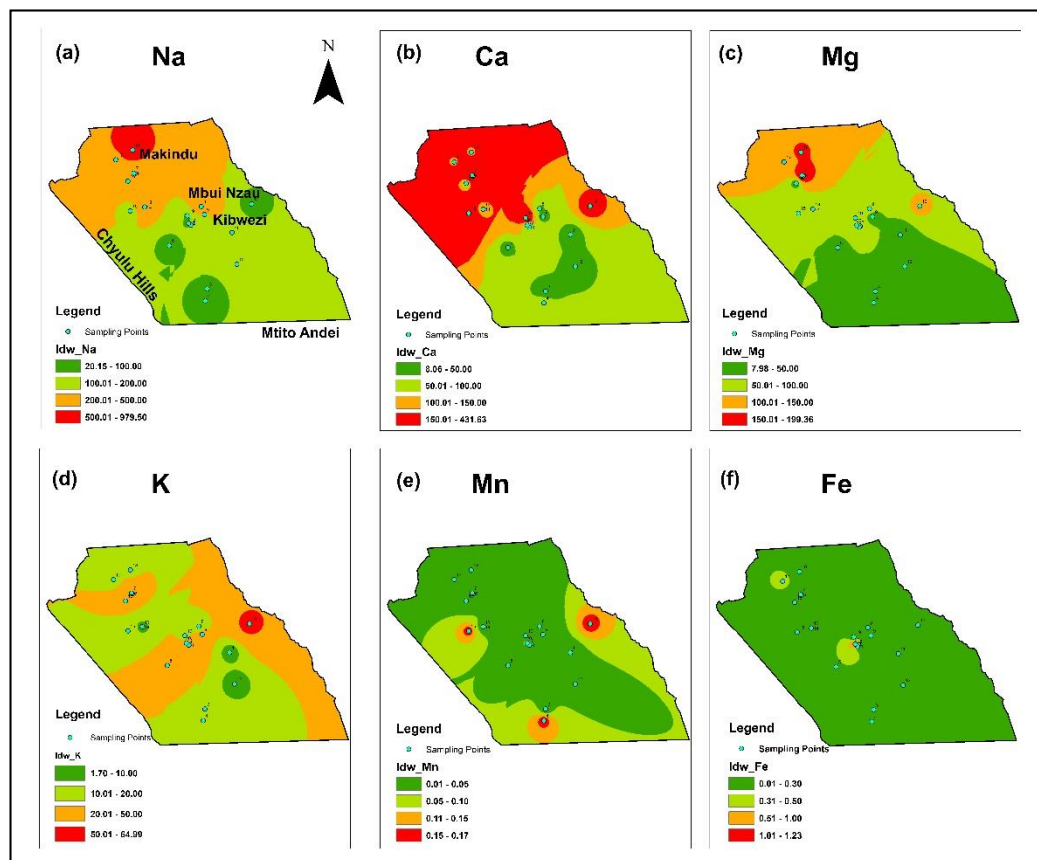 (a) Na
N
Makindu
Mbui Nzau
Kibwezi
Chyulu Hills
Mtito Andei
Legend
Sampling Points
Idw_Na
20.15 - 100.00
100.01 - 200.00
200.01 - 500.00
500.01 - 979.50
(b) Ca
Legend
Sampling Points
Idw_Ca
8.06 - 50.00
50.01 - 100.00
100.01 - 150.00
150.01 - 431.63
(c) Mg
Legend
Sampling Points
Idw_Mg
7.98 - 50.00
50.01 - 100.00
100.01 - 150.00
150.01 - 199.36
(d) K
Legend
Sampling Points
Idw_K
1.70 - 10.00
10.01 - 20.00
20.01 - 50.00
50.01 - 64.99
(e) Mn
Legend
Sampling Points
Idw_Mn
0.01 - 0.05
0.05 - 0.10
0.11 - 0.15
0.15 - 0.17
(f) Fe
Legend
Sampling Points
Idw_Fe
0.01 - 0.30
0.31 - 0.50
0.51 - 1.00
1.01 - 1.23